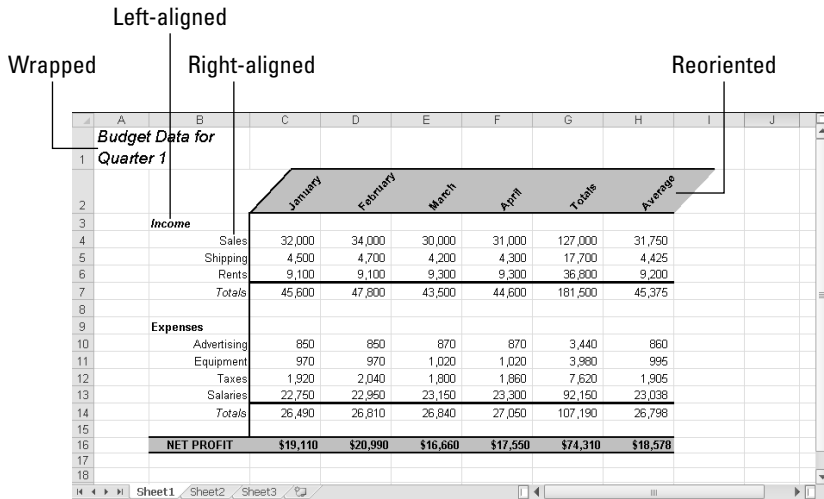 Left-aligned
Wrapped Right-aligned Reoriented
A B C D E F G H I J
Budget Data for
1 Quarter 1
2 January February March April Totals Average
3 Income
4 Sales 32,000 34,000 30,000 31,000 127,000 31,750
5 Shipping 4,500 4,700 4,200 4,300 17,700 4,425
6 Rents 9,100 9,100 9,300 9,300 36,800 9,200
7 Totals 45,600 47,800 43,500 44,600 181,500 45,375
8
9 Expenses
10 Advertising 850 850 870 870 3,440 860
11 Equipment 970 970 1,020 1,020 3,980 995
12 Taxes 1,920 2,040 1,800 1,860 7,620 1,905
13 Salaries 22,750 22,950 23,150 23,300 92,150 23,038
14 Totals 26,490 26,810 26,840 27,050 107,190 26,798
15
16 NET PROFIT $19,110 $20,990 $16,660 $17,550 $74,310 $18,578
17
18
Sheet1 Sheet2 Sheet3